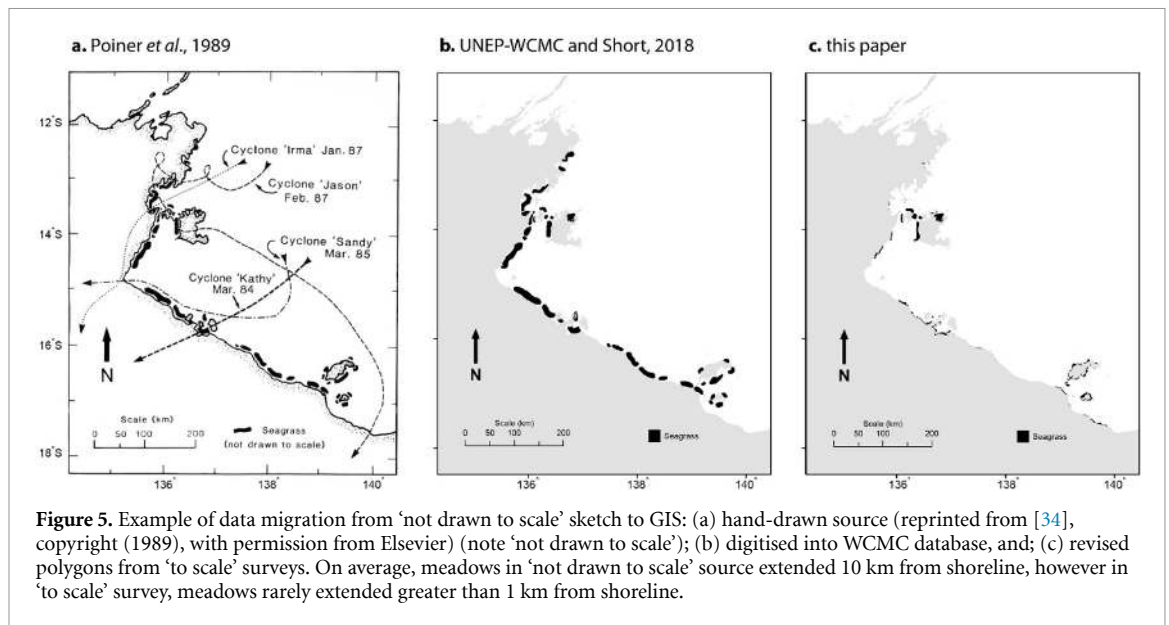 a. Poiner et al., 1989
b. UNEP-WCMC and Short, 2018
c. this paper
12°S
14°S
16°S
18°S
Cyclone 'Irma' Jan. 87
Cyclone 'Jason'
Feb. 87
Cyclone 'Sandy'
Mar. 85
Cyclone 'Kathy'
Mar. 84
N
Scale (km)
0 50 100 200
Seagrass
(not drawn to scale)
136°
138°
140°
N
Scale (km)
0 50 100 200
Seagrass
136°
138°
140°
N
Scale (km)
0 50 100 200
Seagrass
136°
138°
140°
Figure 5. Example of data migration from 'not drawn to scale' sketch to GIS: (a) hand-drawn source (reprinted from [34],
copyright (1989), with permission from Elsevier) (note 'not drawn to scale'); (b) digitised into WCMC database, and; (c) revised
polygons from 'to scale' surveys. On average, meadows in 'not drawn to scale' source extended 10 km from shoreline, however in
'to scale' survey, meadows rarely extended greater than 1 km from shoreline.